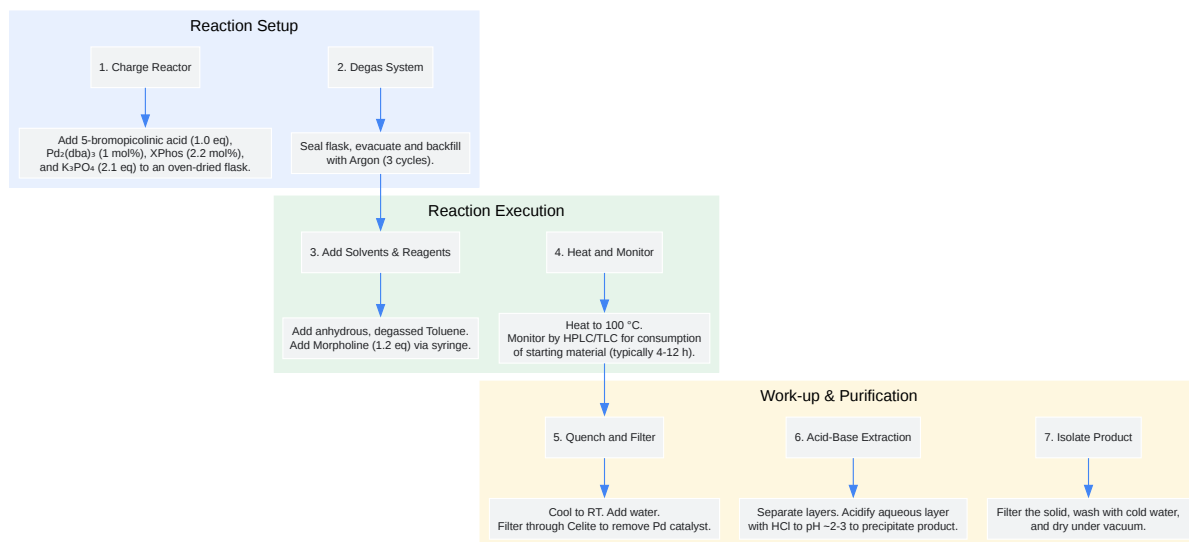 Reaction Setup
1. Charge Reactor
2. Degas System
Add 5-bromopicolinic acid (1.0 eq),
Pd₂(dba)₃ (1 mol%), XPhos (2.2 mol%),
and K₃PO₄ (2.1 eq) to an oven-dried flask.
Seal flask, evacuate and backfill
with Argon (3 cycles).
Reaction Execution
3. Add Solvents & Reagents
4. Heat and Monitor
Add anhydrous, degassed Toluene.
Add Morpholine (1.2 eq) via syringe.
Heat to 100 °C.
Monitor by HPLC/TLC for consumption
of starting material (typically 4-12 h).
Work-up & Purification
5. Quench and Filter
6. Acid-Base Extraction
7. Isolate Product
Cool to RT. Add water.
Filter through Celite to remove Pd catalyst.
Separate layers. Acidify aqueous layer
with HCl to pH ~2-3 to precipitate product.
Filter the solid, wash with cold water,
and dry under vacuum.